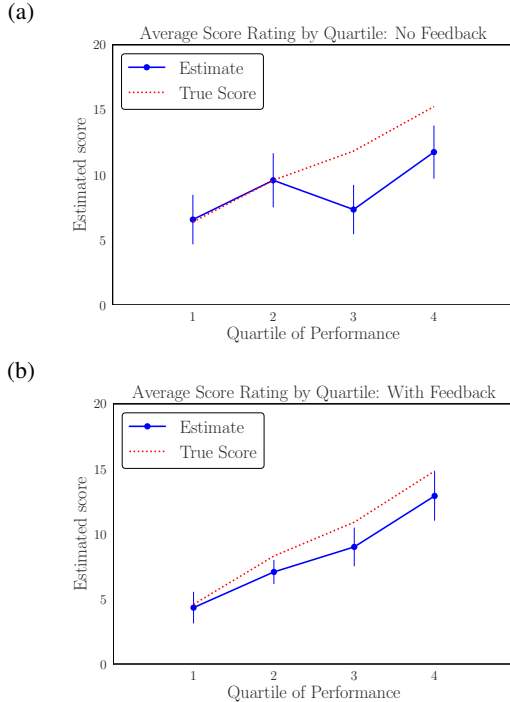 (a)
Average Score Rating by Quartile: No Feedback
20
15
10
5
0
Estimated score
Estimate
True Score
1 2 3 4
Quartile of Performance
(b)
Average Score Rating by Quartile: With Feedback
20
15
10
5
0
Estimated score
Estimate
True Score
1 2 3 4
Quartile of Performance